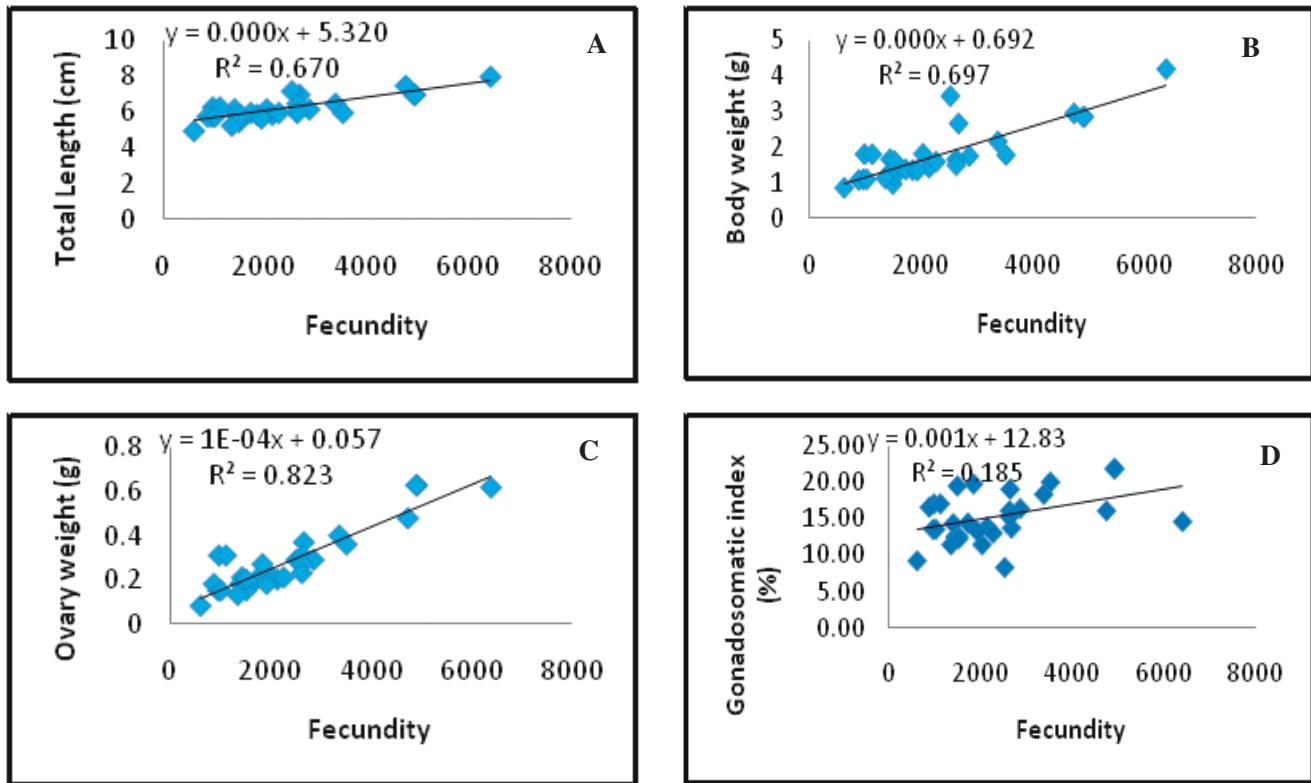 y = 0.000x + 5.320
R² = 0.670
A
Total Length (cm)
10
8
6
4
2
0
0 2000 4000 6000 8000
Fecundity
y = 0.000x + 0.692
R² = 0.697
B
Body weight (g)
5
4
3
2
1
0
0 2000 4000 6000 8000
Fecundity
y = 1E-04x + 0.057
R² = 0.823
C
Ovary weight (g)
0.8
0.6
0.4
0.2
0
0 2000 4000 6000 8000
Fecundity
y = 0.001x + 12.83
R² = 0.185
D
Gonadosomatic index
(%)
25.00
20.00
15.00
10.00
5.00
0.00
0 2000 4000 6000 8000
Fecundity